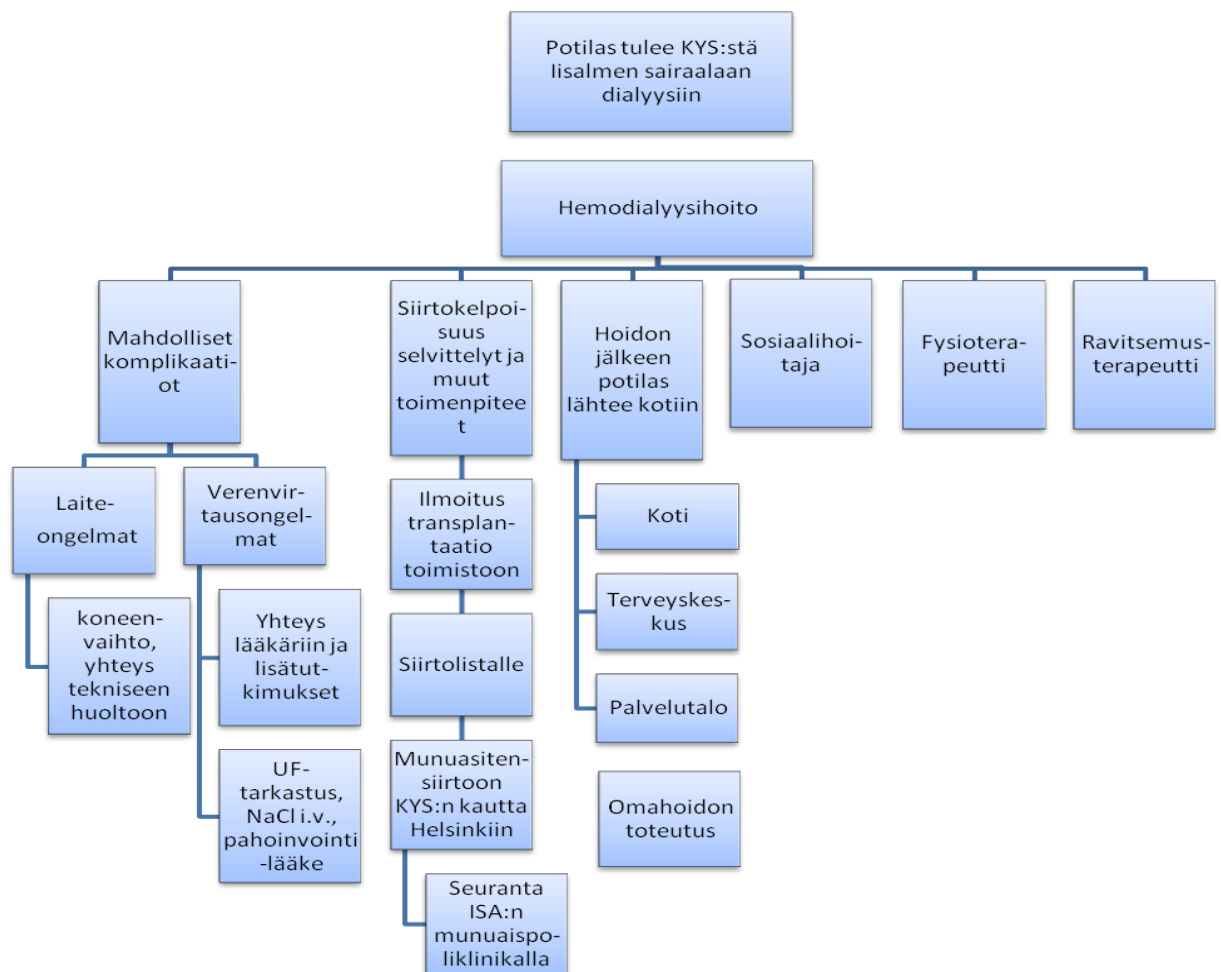 Potilas tulee KYS:stä
Iisalmen sairaalaan
dialyysiin
Hemodialyysihoito
Mahdolliset
komplikaati-
ot
Siirtokelpoi-
suus
selvittelyt ja
muut
toimenpiteet
t
Hoidon
jälkeen
potilas
lähtee kotiin
Sosiaalihoi-
taja
Fysiotera-
peutti
Ravitsemus-
terapeutti
Laite-
ongelmat
Verenvir-
tausongel-
mat
koneen-
vaihto,
yhteys
tekniseen
huoltoon
Yhteys
lääkäriin ja
lisätut-
kimukset
UF-
tarkastus,
NaCl i.v.,
pahoinvointi
-lääke
Ilmoitus
transplan-
taatio
toimistoon
Siirtolistalle
Munuasiten-
siirtoon
KYS:n kautta
Helsinkiin
Seuranta
ISA:n
munuaispo-
liklinikalla
Koti
Terveyskes-
kus
Palvelutalo
Omahoidon
toteutus